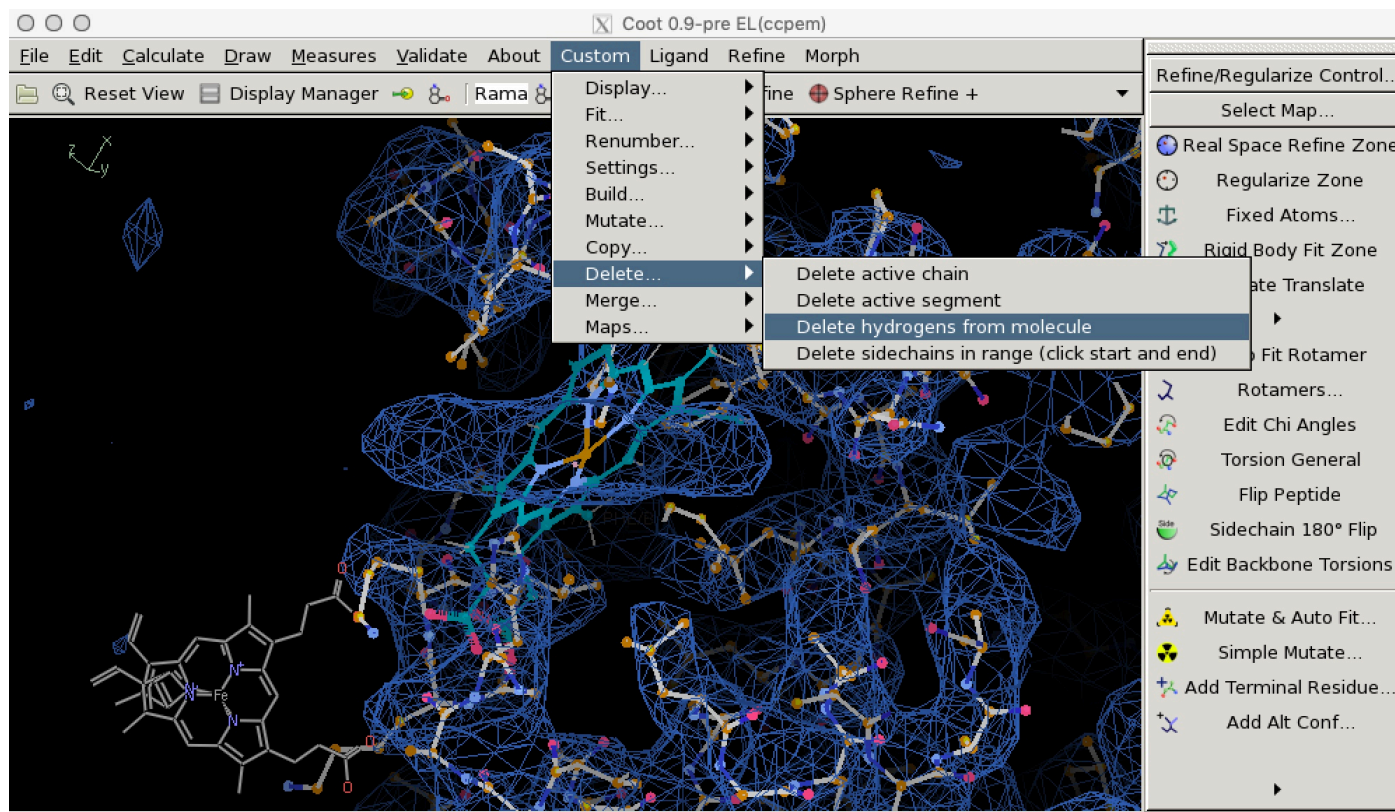 Coot 0.9-pre EL(ccpem)
File Edit Calculate Draw Measures Validate About Custom Ligand Refine Morph
Reset View Display Manager Rama fine Sphere Refine +
Display...
Fit...
Renumber...
Settings...
Build...
Mutate...
Copy...
Delete...
Merge...
Maps...
Delete active chain
Delete active segment
Delete hydrogens from molecule
Delete sidechains in range (click start and end)
Refine/Regularize Control...
Select Map...
Real Space Refine Zone
Regularize Zone
Fixed Atoms...
Rigid Body Fit Zone
ate Translate
Fit Rotamer
Rotamers...
Edit Chi Angles
Torsion General
Flip Peptide
Side
Sidechain 180° Flip
Edit Backbone Torsions
Mutate & Auto Fit...
Simple Mutate...
Add Terminal Residue...
Add Alt Conf...
z x
y
O
N+
N Fe
N N
O
O